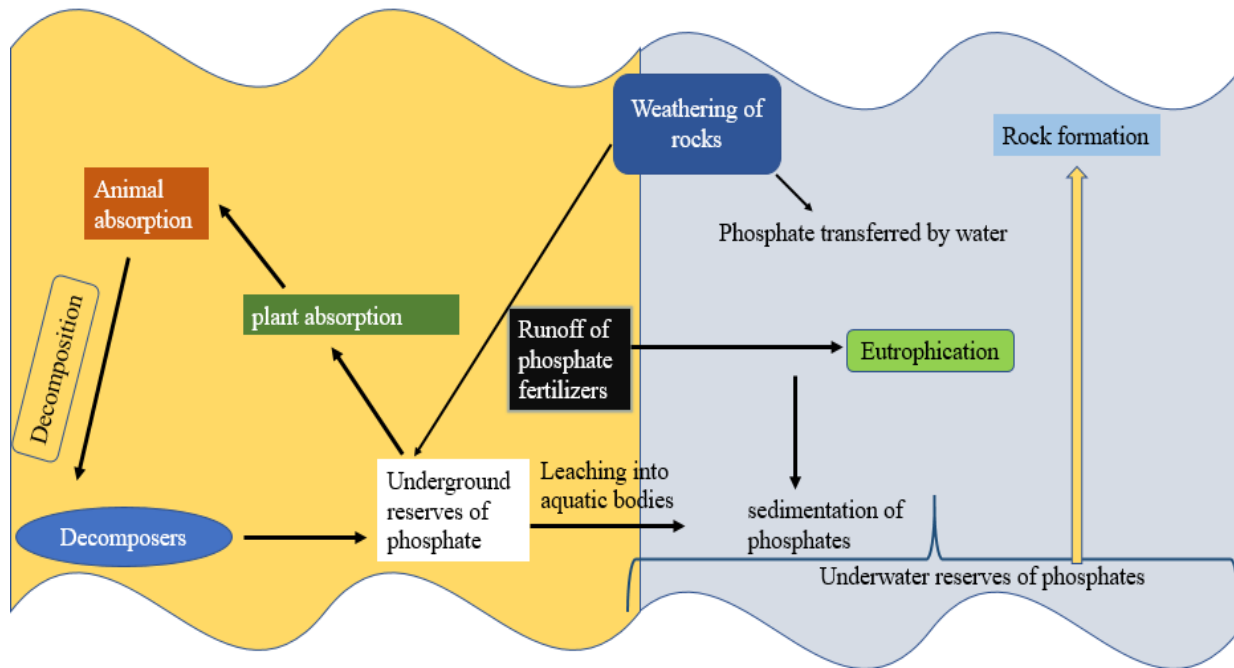 Weathering of
rocks
Rock formation
Animal
absorption
Phosphate transferred by water
plant absorption
Runoff of
phosphate
fertilizers
Eutrophication
Decomposition
Underground
reserves of
phosphate
Leaching into
aquatic bodies
sedimentation of
phosphates
Decomposers
Underwater reserves of phosphates